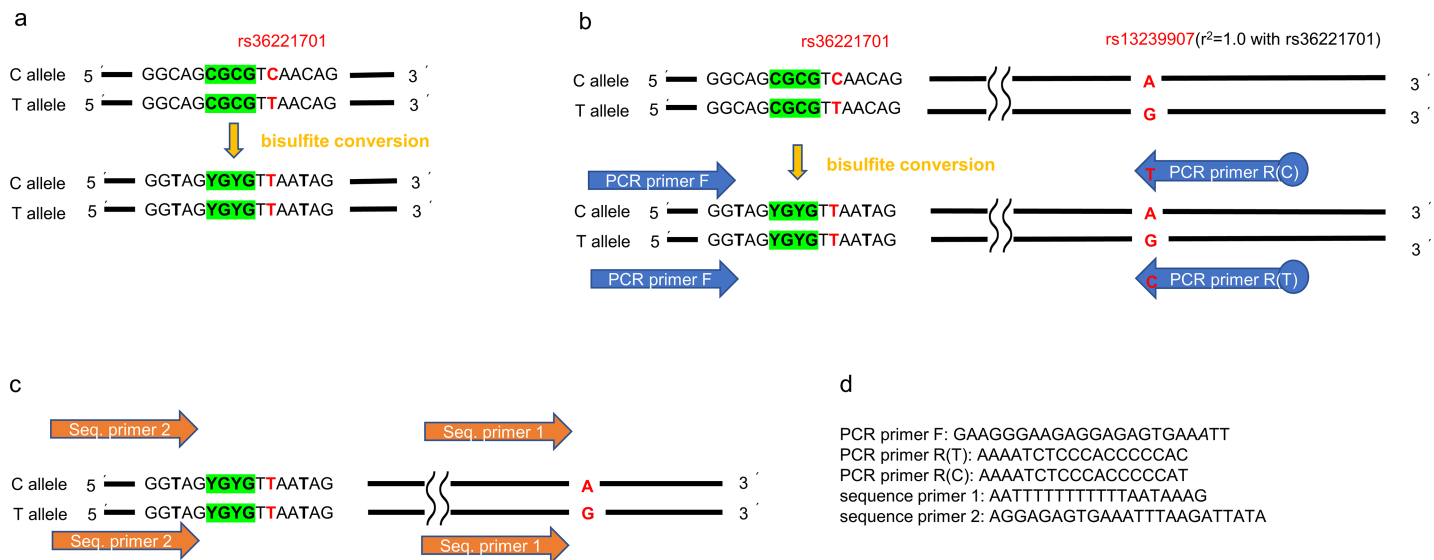 a
rs36221701
C allele 5´ GGCAGCGCGTCAACAG 3´
T allele 5´ GGCAGCGCGTTAACAG 3´
bisulfite conversion
C allele 5´ GGTAGYGYGTTAATAG 3´
T allele 5´ GGTAGYGYGTTAATAG 3´
b
rs36221701 rs13239907(r²=1.0 with rs36221701)
C allele 5´ GGCAGCGCGTCAACAG A 3´
T allele 5´ GGCAGCGCGTTAACAG G 3´
bisulfite conversion
PCR primer F T PCR primer R(C)
C allele 5´ GGTAGYGYGTTAATAG A 3´
T allele 5´ GGTAGYGYGTTAATAG G 3´
PCR primer F C PCR primer R(T)
c
Seq. primer 2 Seq. primer 1
C allele 5´ GGTAGYGYGTTAATAG A 3´
T allele 5´ GGTAGYGYGTTAATAG G 3´
Seq. primer 2 Seq. primer 1
d
PCR primer F: GAAGGGAAGAGGAGAGTGAAATT
PCR primer R(T): AAAATCTCCCACCCCCAC
PCR primer R(C): AAAATCTCCCACCCCCAT
sequence primer 1: AATTTTTTTTTTTAATAAAG
sequence primer 2: AGGAGAGTGAAATTTAAGATTATA